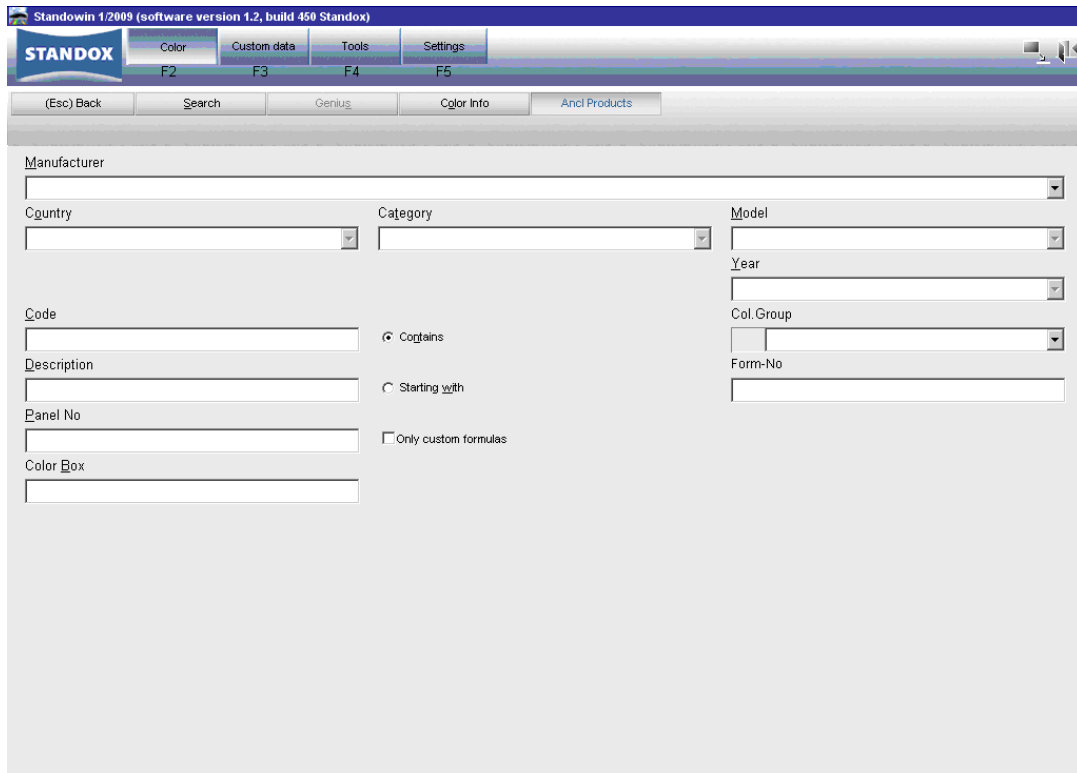 Standowin 1/2009 (software version 1.2, build 450 Standox)
STANDOX
Color Custom data Tools Settings
F2 F3 F4 F5
(Esc) Back Search Genius Color Info Ancl Products
Manufacturer
Country Category Model
Year
Code Col.Group
Contains
Description Form-No
Starting with
Panel No
Only custom formulas
Color Box